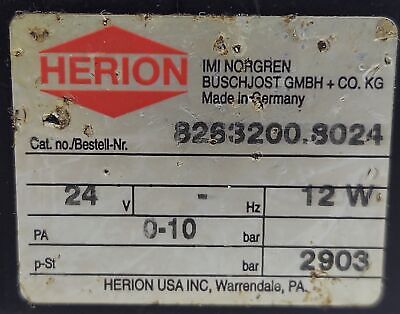 HERION
IMI NORGREN
BUSCHJOST GMBH + CO. KG
Made in Germany
Cat. no./Bestell-Nr. 8263200.8024
24 V - Hz 12 W
PA 0-10 bar
p-St bar 2903
HERION USA INC, Warrendale, PA.